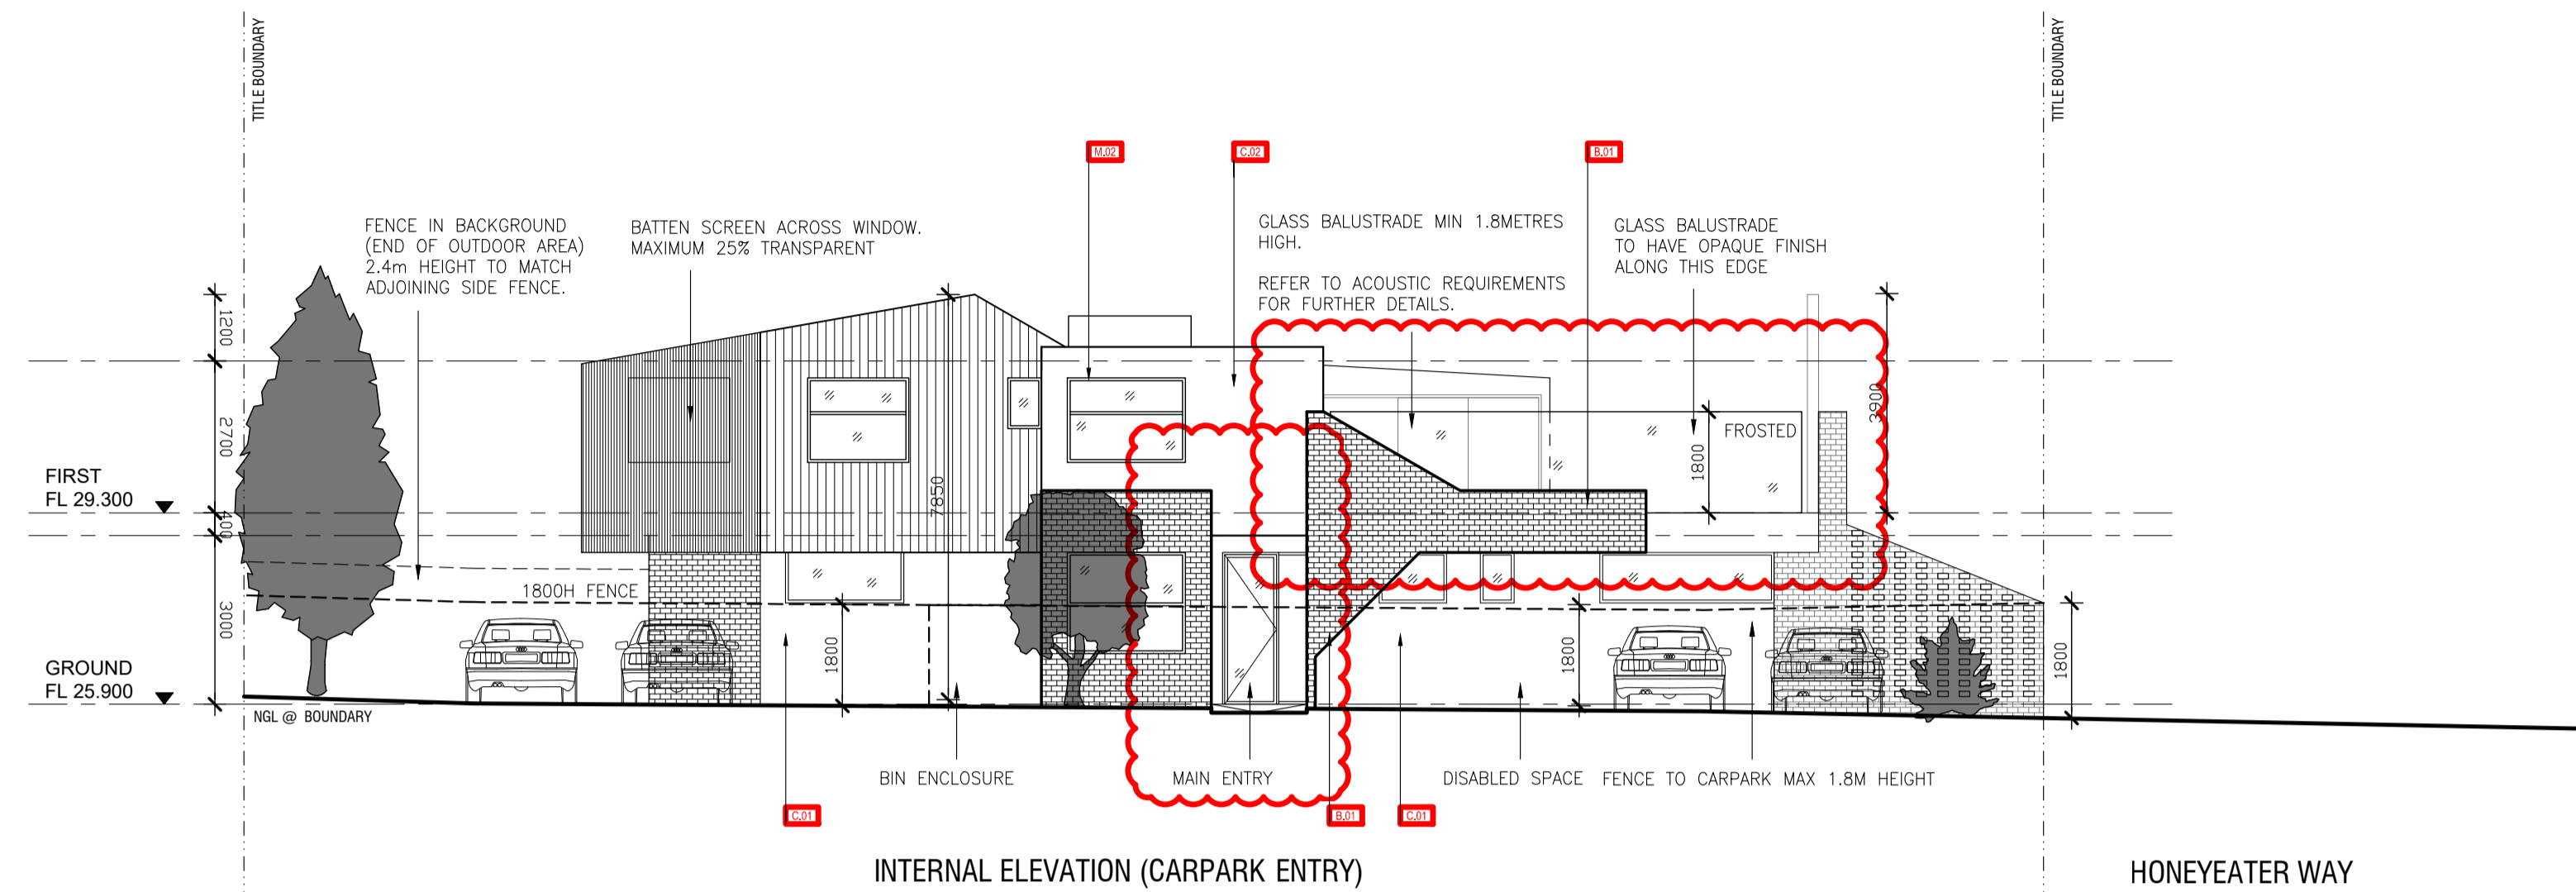 TITLE BOUNDARY
TITLE BOUNDARY
M.02
C.02
B.01
FENCE IN BACKGROUND
(END OF OUTDOOR AREA)
2.4m HEIGHT TO MATCH
ADJOINING SIDE FENCE.
BATTEN SCREEN ACROSS WINDOW.
MAXIMUM 25% TRANSPARENT
GLASS BALUSTRADE MIN 1.8METRES
HIGH.
REFER TO ACOUSTIC REQUIREMENTS
FOR FURTHER DETAILS.
GLASS BALUSTRADE
TO HAVE OPAQUE FINISH
ALONG THIS EDGE
1200
2700
400
3000
7850
3900
FROSTED
1800
FIRST
FL 29.300
1800H FENCE
GROUND
FL 25.900
1800
1800
1800
NGL @ BOUNDARY
BIN ENCLOSURE
MAIN ENTRY
DISABLED SPACE
FENCE TO CARPARK MAX 1.8M HEIGHT
C.01
B.01
C.01
INTERNAL ELEVATION (CARPARK ENTRY)
HONEYEATER WAY